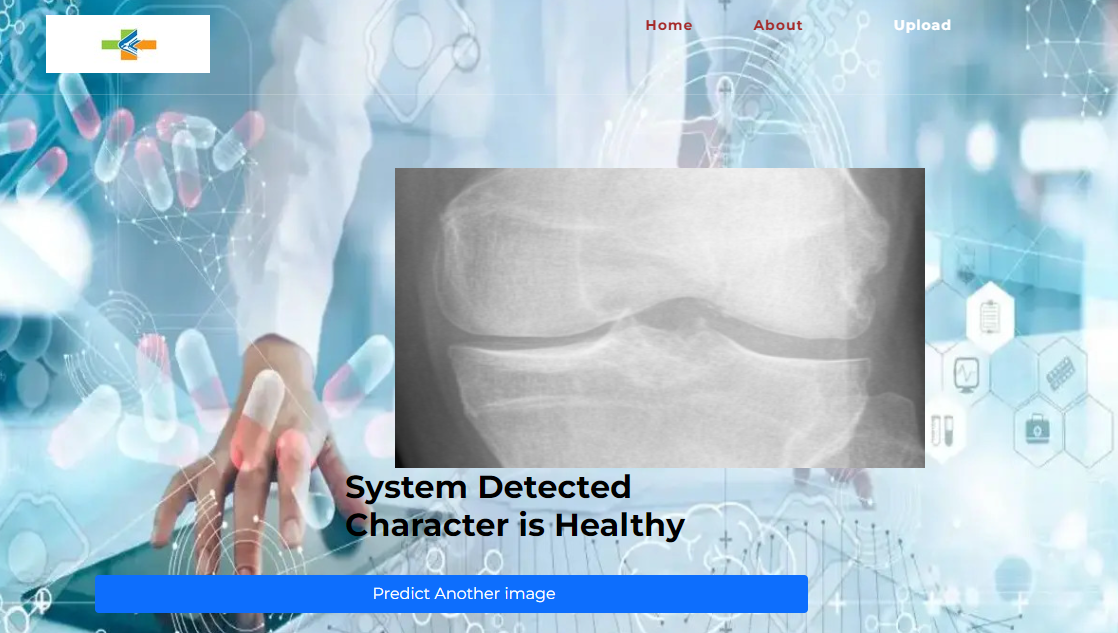 Home About Upload
System Detected
Character is Healthy
Predict Another image